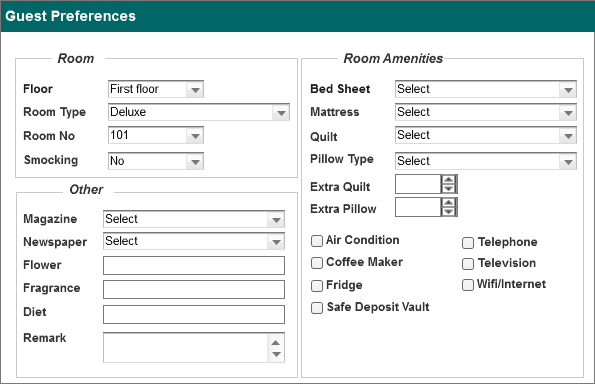 Guest Preferences
Room
Floor First floor
Room Type Deluxe
Room No 101
Smocking No
Other
Magazine Select
Newspaper Select
Flower
Fragrance
Diet
Remark
Room Amenities
Bed Sheet Select
Mattress Select
Quilt Select
Pillow Type Select
Extra Quilt
Extra Pillow
Air Condition Telephone
Coffee Maker Television
Fridge Wifi/Internet
Safe Deposit Vault